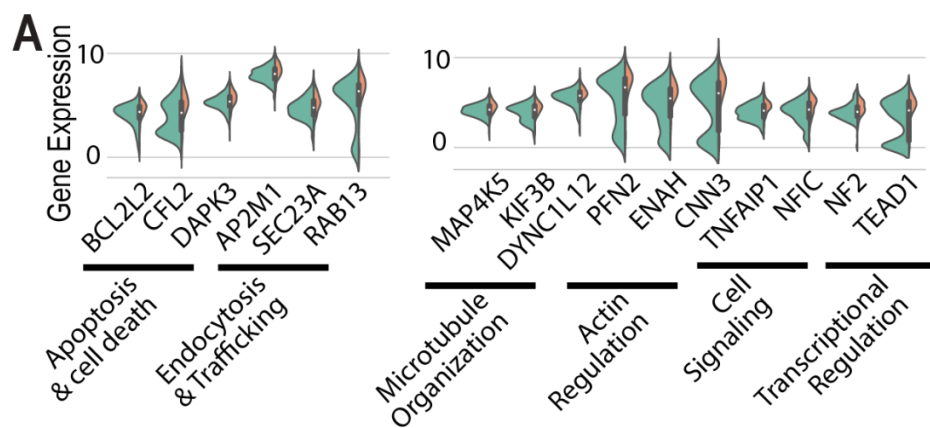 A
Gene Expression
10
0
BCL2L2
CFL2
DAPK3
AP2M1
SEC23A
RAB13
Apoptosis
& cell death
Endocytosis
& Trafficking
10
0
MAP4K5
KIF3B
DYNC1L12
PFN2
ENAH
CNN3
TNFAIP1
NFIC
NF2
TEAD1
Microtubule
Organization
Actin
Regulation
Cell
Signaling
Transcriptional
Regulation